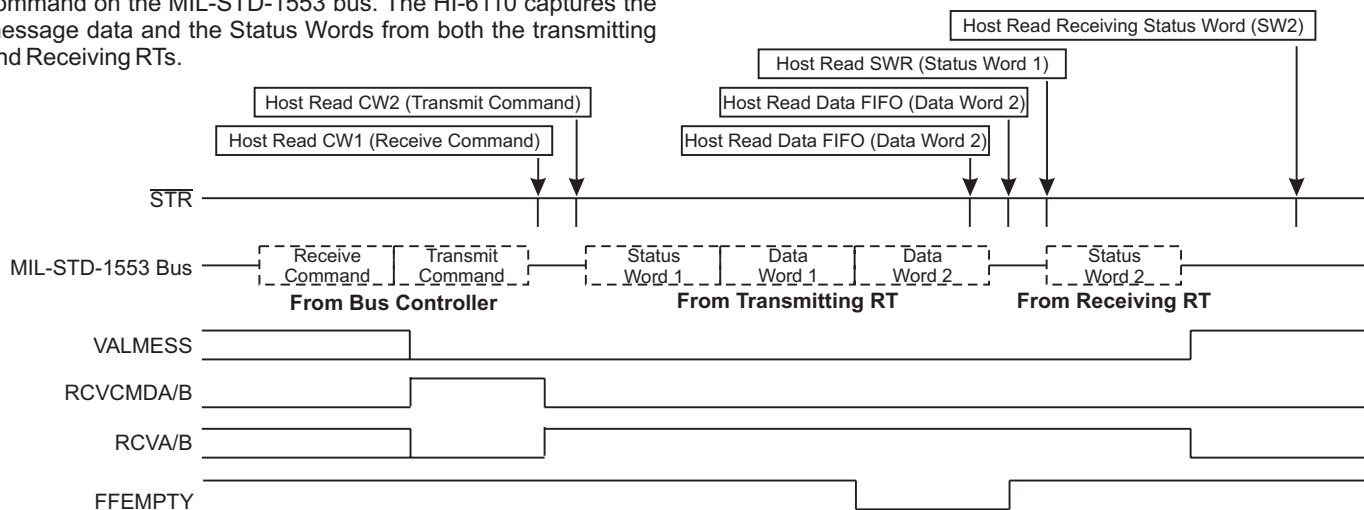 command on the MIL-STD-1553 bus. The HI-6110 captures the
message data and the Status Words from both the transmitting
and Receiving RTs.
Host Read Receiving Status Word (SW2)
Host Read SWR (Status Word 1)
Host Read CW2 (Transmit Command)
Host Read Data FIFO (Data Word 2)
Host Read CW1 (Receive Command)
Host Read Data FIFO (Data Word 2)
STR
MIL-STD-1553 Bus
Receive
Command
Transmit
Command
Status
Word 1
Data
Word 1
Data
Word 2
Status
Word 2
From Bus Controller
From Transmitting RT
From Receiving RT
VALMESS
RCVCMDA/B
RCVA/B
FFEMPTY